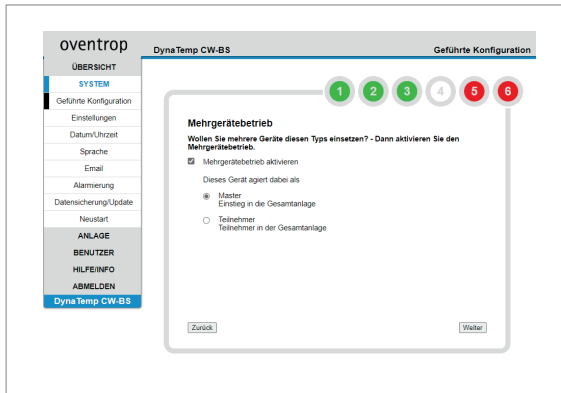 oventrop
DynaTemp CW-BS
Geführte Konfiguration
ÜBERSICHT
SYSTEM
Geführte Konfiguration
Einstellungen
Datum/Uhrzeit
Sprache
Email
Alarmierung
Datensicherung/Update
Neustart
ANLAGE
BENUTZER
HILFE/INFO
ABMELDEN
DynaTemp CW-BS
1 2 3 4 5 6
Mehrgerätebetrieb
Wollen Sie mehrere Geräte diesen Typs einsetzen? - Dann aktivieren Sie den
Mehrgerätebetrieb.
Mehrgerätebetrieb aktivieren
Dieses Gerät agiert dabei als
Master
Einstieg in die Gesamtanlage
Teilnehmer
Teilnehmer in der Gesamtanlage
Zurück
Weiter